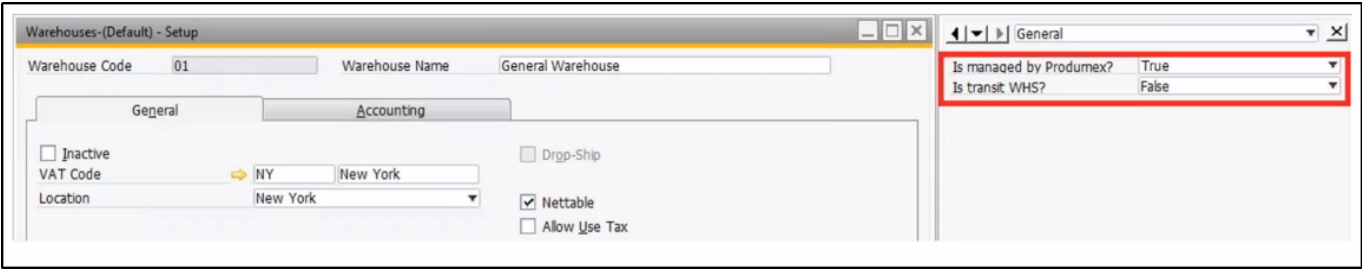 Warehouses-(Default) - Setup
Warehouse Code 01 Warehouse Name General Warehouse
General Accounting
Inactive Drop-Ship
VAT Code NY New York
Location New York Nettable
Allow Use Tax
General
Is managed by Produmex? True
Is transit WHS? False